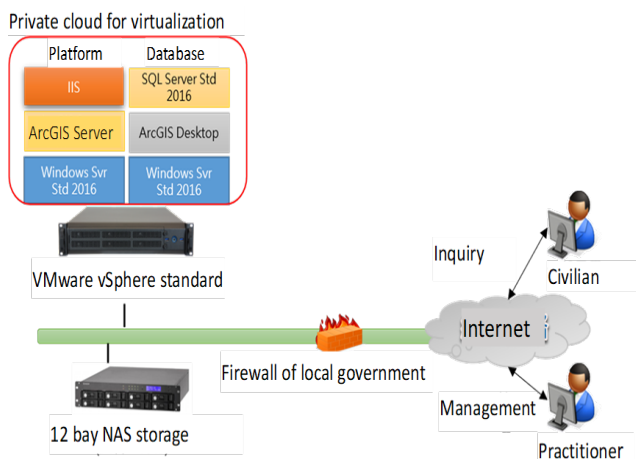 Private cloud for virtualization
Platform
Database
IIS
SQL Server Std
2016
ArcGIS Server
ArcGIS Desktop
Windows Svr
Std 2016
Windows Svr
Std 2016
VMware vSphere standard
Inquiry
Civilian
Internet
Firewall of local government
Management
12 bay NAS storage
Practitioner